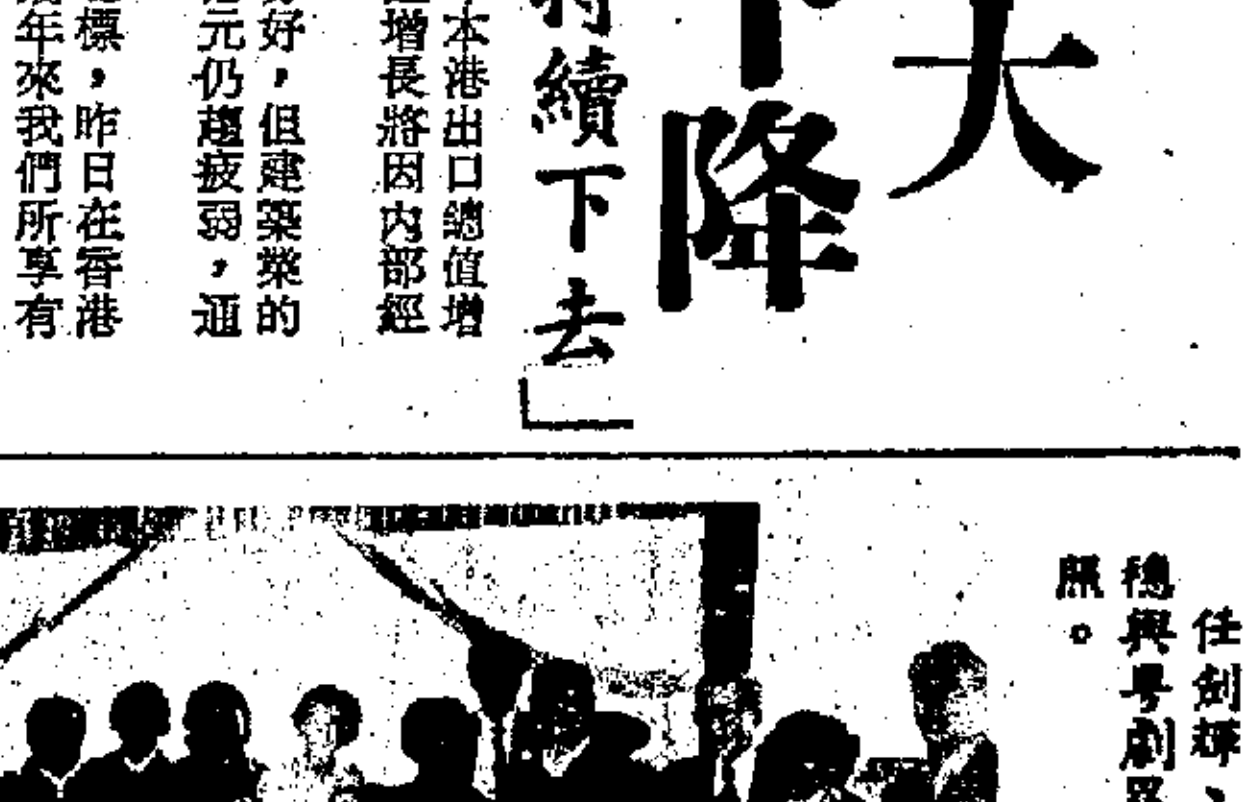 大
降
續下去」
本港出口總值增
增長將因內部經
好，但建築業的
元仍趨疲弱，通
標，昨日在香港
年來我們所享有
任劍輝、
穗與粵劇
照。